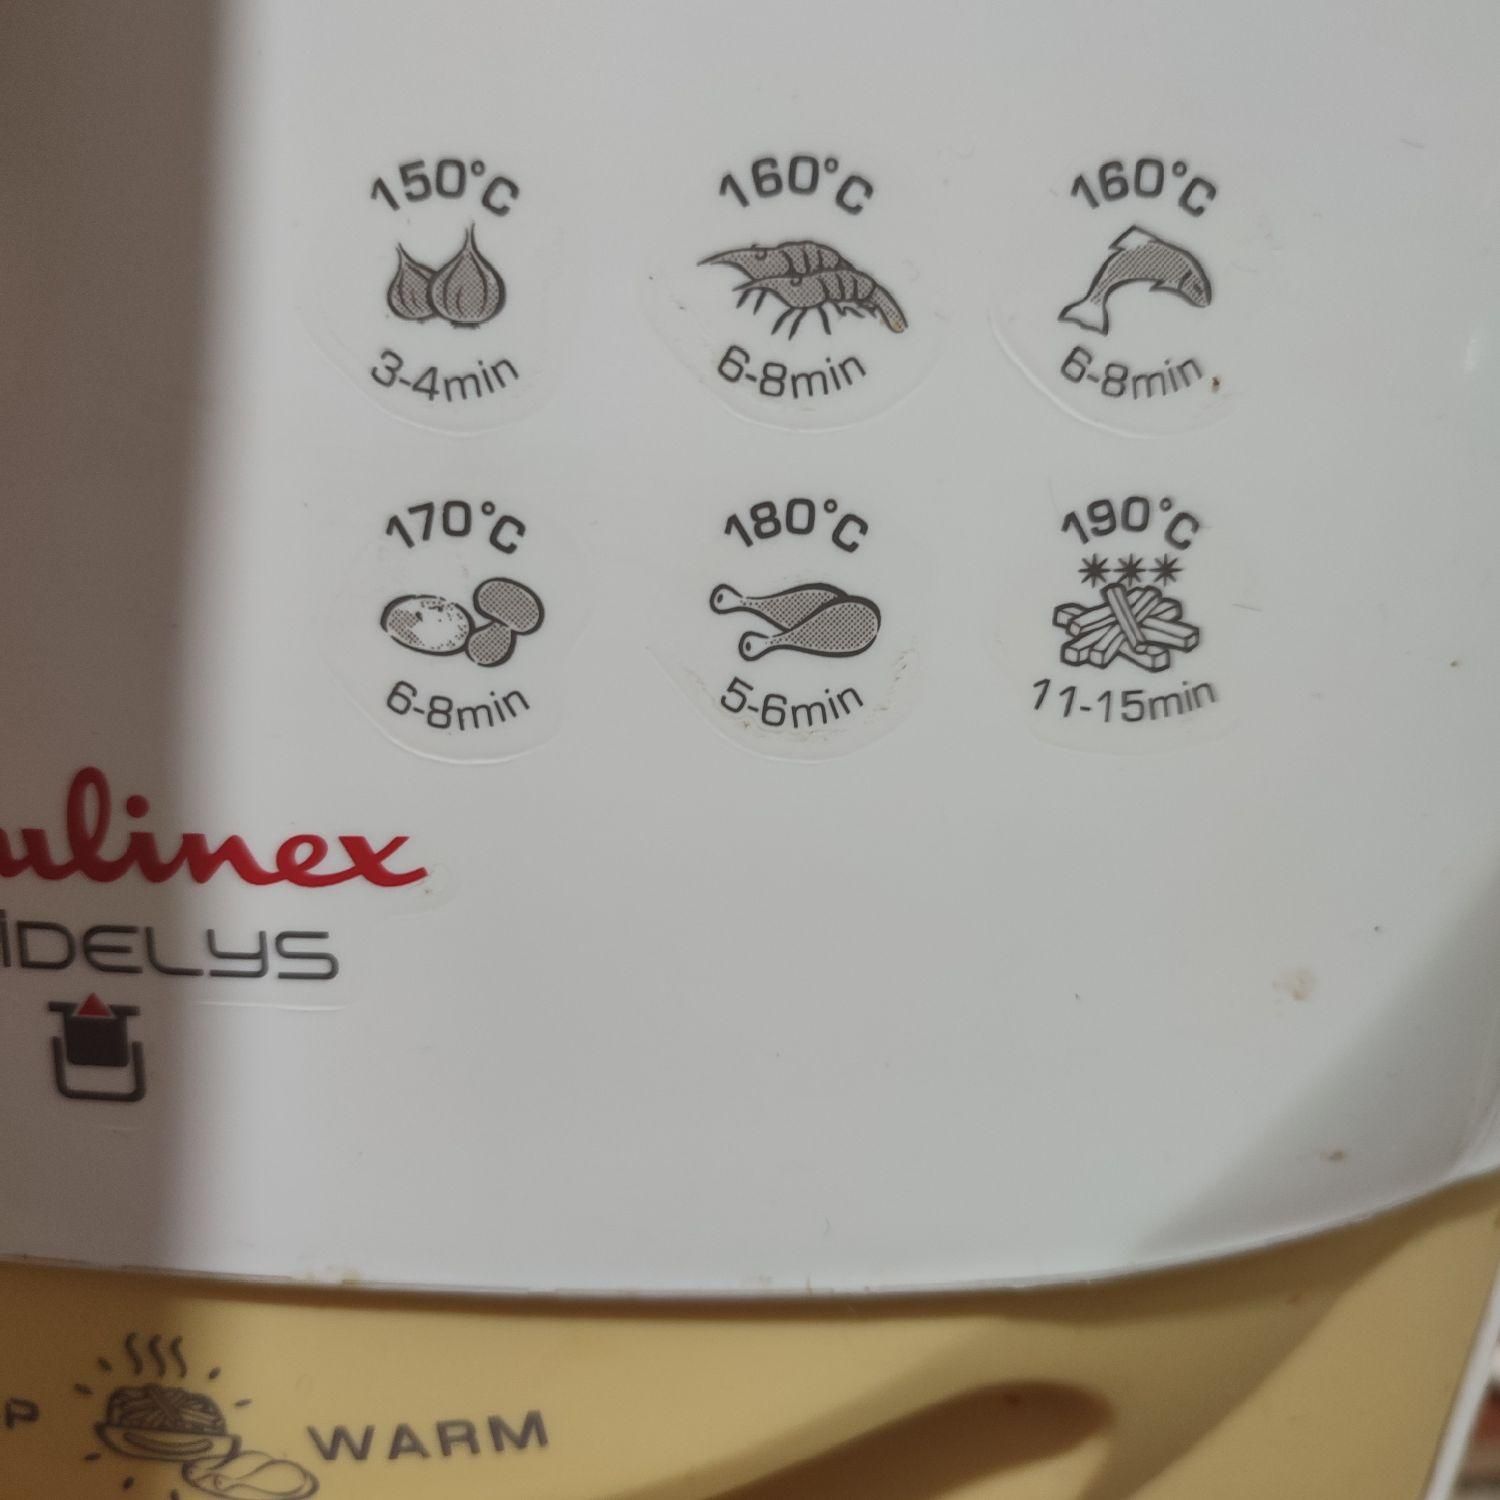 150°C
160°C
160°C
3-4min
6-8min
6-8min
170°C
180°C
190°C
6-8min
5-6min
11-15min
ulinex
iDELYS
P
WARM